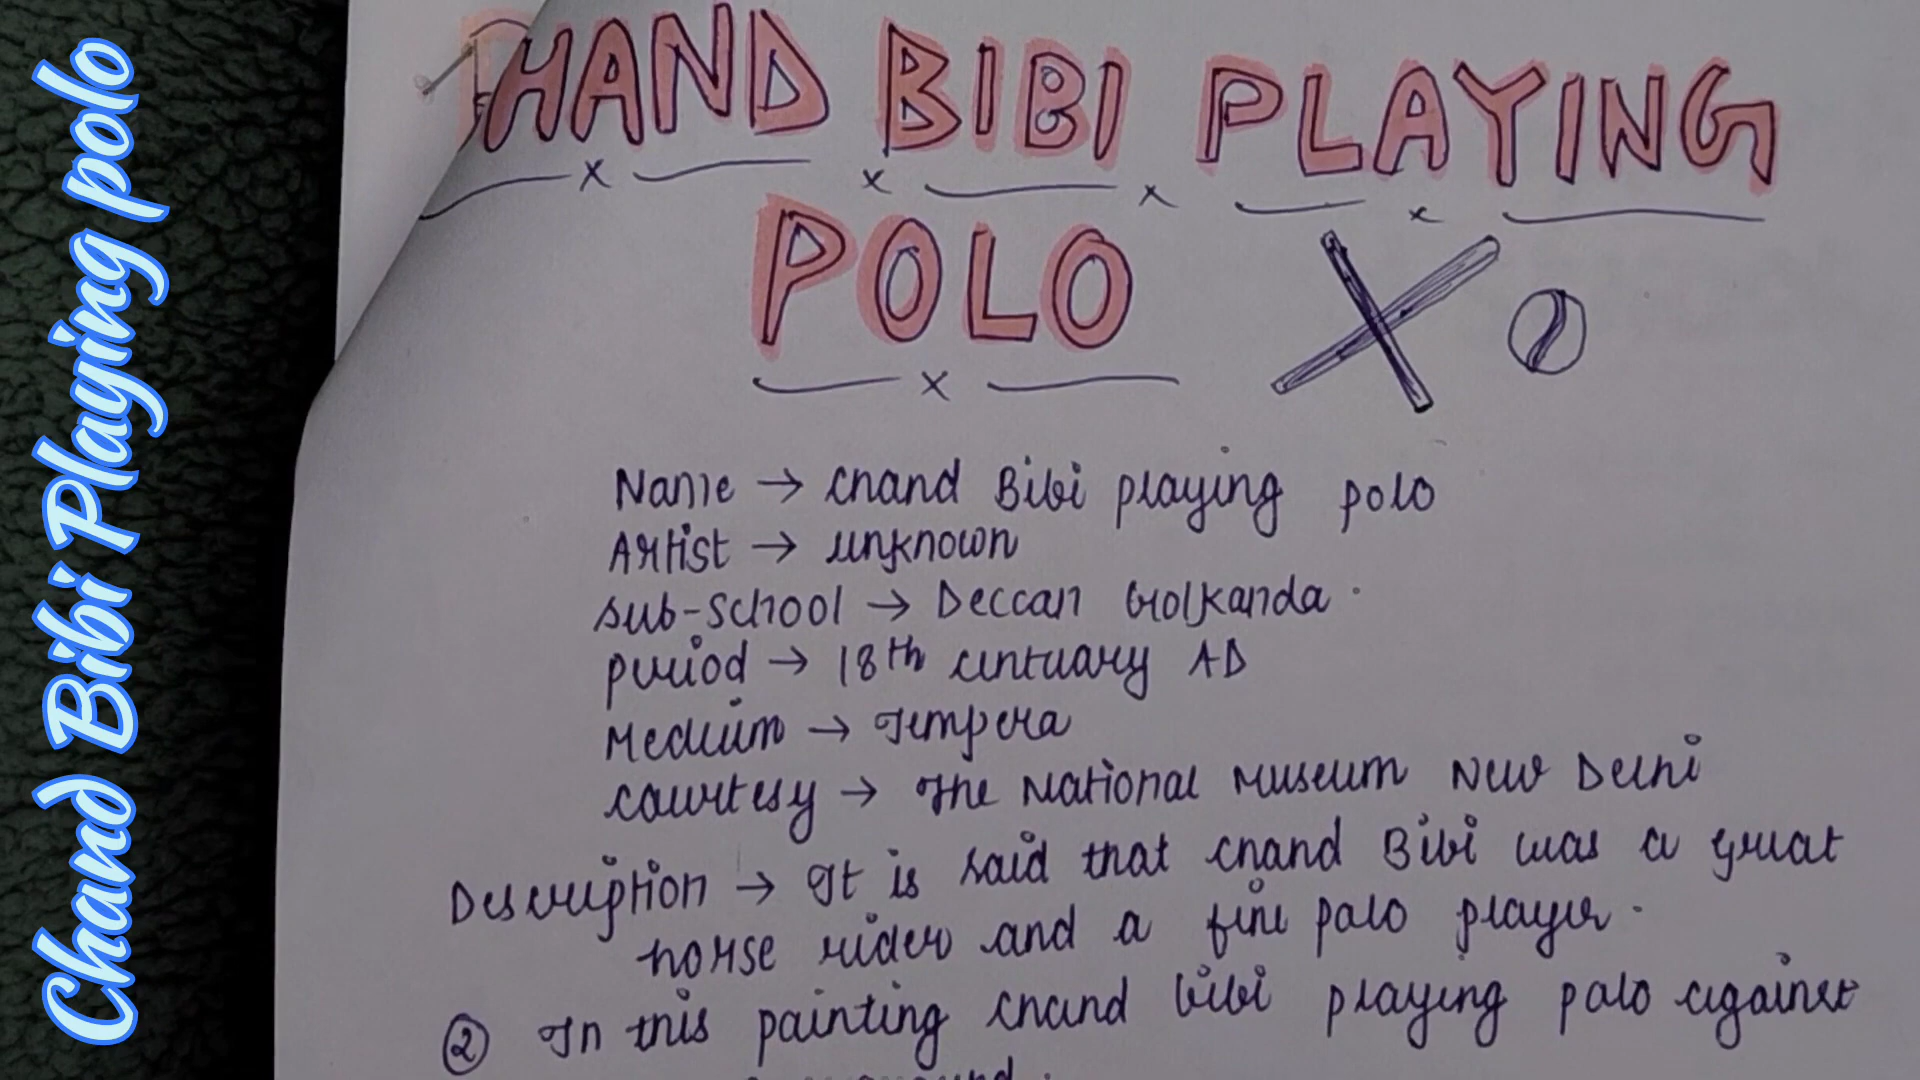 Chand Bibi Playing polo
HAND BIBI PLAYING
POLO
Name → chand Bibi playing polo
Artist → unknown
sub-school → Deccan Golkanda.
period → 18th centuary AD
Medium → Tempera
courtesy → The National Museum New Delhi
Description → It is said that chand Bibi was a great
horse rider and a fine polo player.
② In this painting chand bibi playing polo against